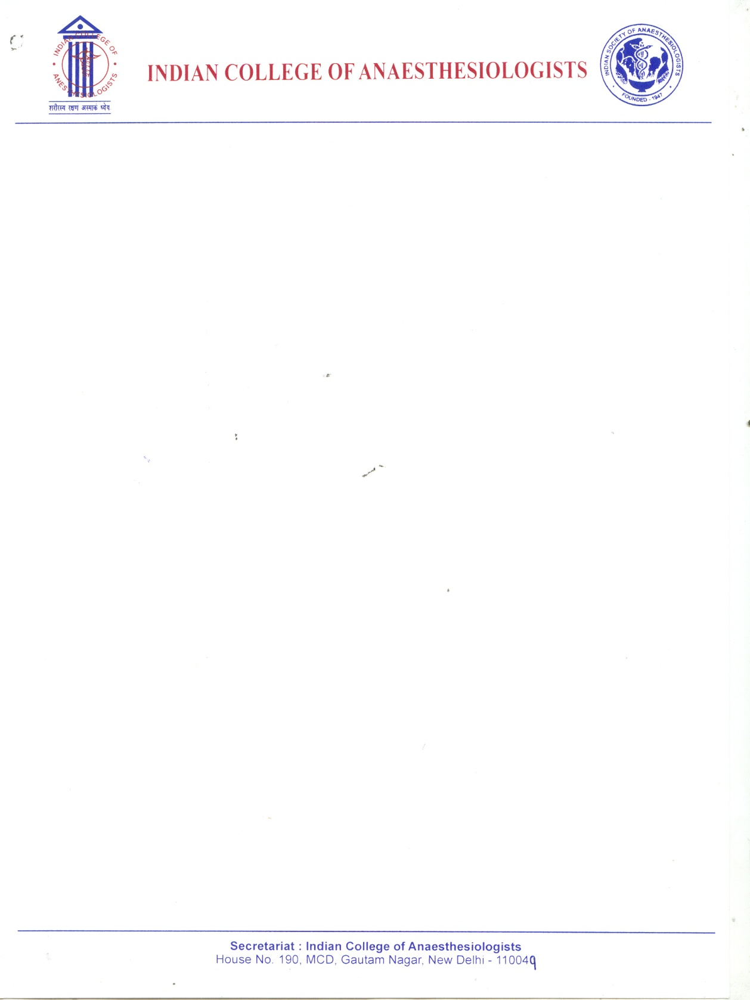 INDIAN COLLEGE OF
ANAESTHESIOLOGISTS
शरीरस्य रक्षण अस्माकं ध्येय
INDIAN COLLEGE OF ANAESTHESIOLOGISTS
INDIAN SOCIETY OF ANAESTHESIOLOGISTS
FOUNDED - 1947
Secretariat : Indian College of Anaesthesiologists
House No. 190, MCD, Gautam Nagar, New Delhi - 110049